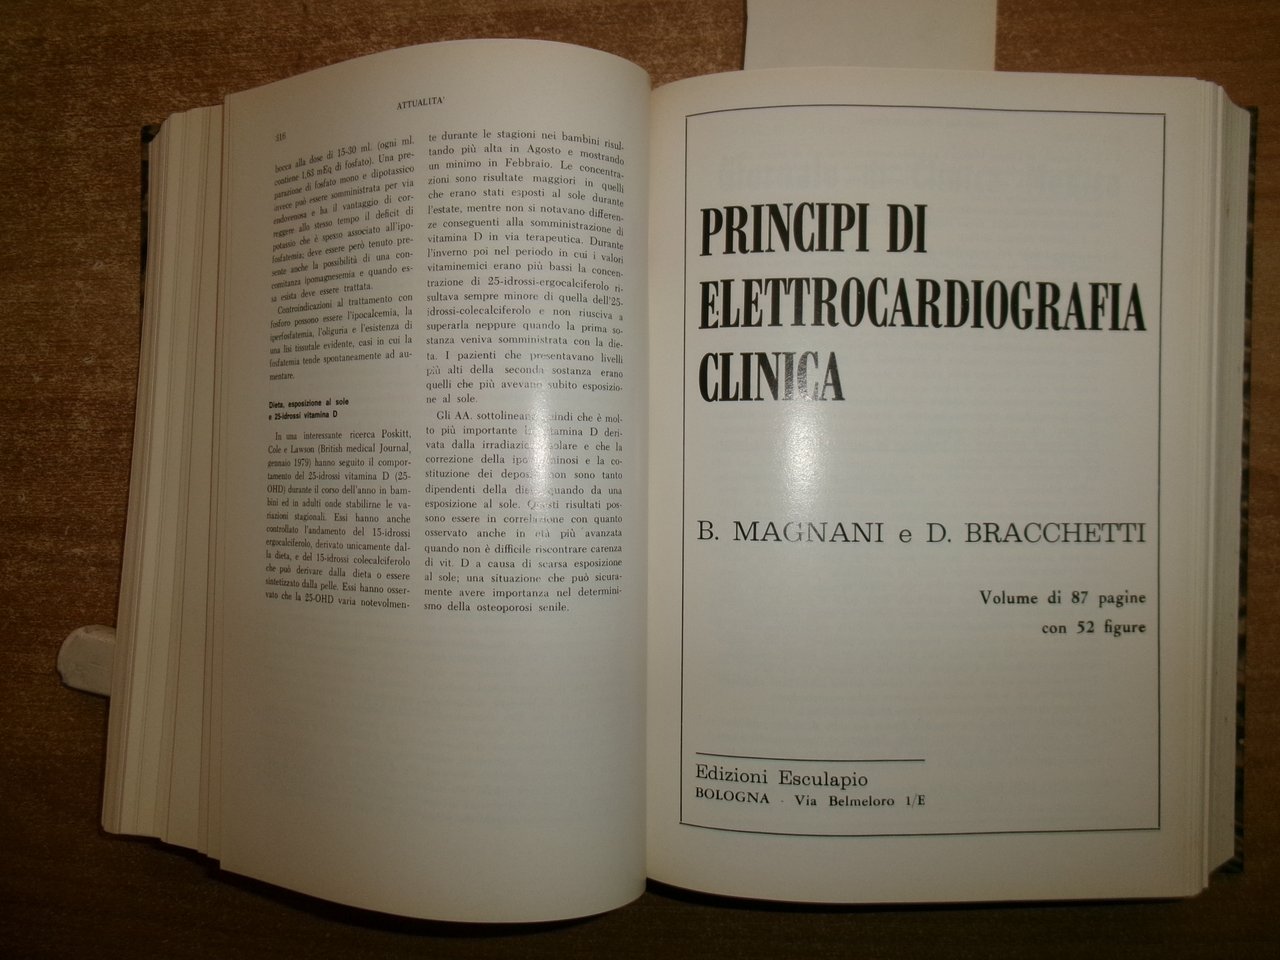 316
ATTUALITA'
bocca alla dose di 15-30 ml. (ogni ml.
contiene 1,83 mEq di fosfato). Una pre-
parazione di fosfato mono e dipotassico
invece può essere somministrata per via
endovenosa e ha il vantaggio di cor-
reggere allo stesso tempo il deficit di
potassio che è spesso associato all'ipo-
fosfatemia; deve essere però tenuto pre-
sente anche la possibilità di una con-
comitanza ipomagnesemia e quando es-
sa esista deve essere trattata.
Controindicazioni al trattamento con
fosforo possono essere l'ipocalcemia, la
iperfosfatemia, l'oliguria e l'esistenza di
una lisi tissutale evidente, casi in cui la
fosfatemia tende spontaneamente ad au-
mentare.
Dieta, esposizione al sole
e 25-idrossi vitamina D
In una interessante ricerca Poskitt,
Cole e Lawson (British medical Journal,
gennaio 1979) hanno seguito il compor-
tamento del 25-idrossi vitamina D (25-
OHD) durante il corso dell'anno in bam-
bini ed in adulti onde stabilirne le va-
riazioni stagionali. Essi hanno anche
controllato l'andamento del 15-idrossi
ergocalciferolo, derivato unicamente dal-
la dieta, e del 15-idrossi colecalciferolo
che può derivare dalla dieta o essere
sintetizzato dalla pelle. Essi hanno osser-
vato che la 25-OHD varia notevolmen-
te durante le stagioni nei bambini risul-
tando più alta in Agosto e mostrando
un minimo in Febbraio. Le concentra-
zioni sono risultate maggiori in quelli
che erano stati esposti al sole durante
l'estate, mentre non si notavano differen-
ze conseguenti alla somministrazione di
vitamina D in via terapeutica. Durante
l'inverno poi nel periodo in cui i valori
vitaminemici erano più bassi la concen-
trazione di 25-idrossi-ergocalciferolo ri-
sultava sempre minore di quella dell'25-
idrossi-colecalciferolo e non riusciva a
superarla neppure quando la prima so-
stanza veniva somministrata con la die-
ta. I pazienti che presentavano livelli
più alti della seconda sostanza erano
quelli che più avevano subito esposizio-
ne al sole.
Gli AA. sottolineano quindi che è mol-
to più importante la vitamina D deri-
vata dalla irradiazione solare e che la
correzione della ipovitaminosi e la co-
stituzione dei depositi non sono tanto
dipendenti della dieta quando da una
esposizione al sole. Questi risultati pos-
sono essere in correlazione con quanto
osservato anche in età più avanzata
quando non è difficile riscontrare carenza
di vit. D a causa di scarsa esposizione
al sole; una situazione che può sicura-
mente avere importanza nel determini-
smo della osteoporosi senile.
PRINCIPI DI
ELETTROCARDIOGRAFIA
CLINICA
B. MAGNANI e D. BRACCHETTI
Volume di 87 pagine
con 52 figure
Edizioni Esculapio
BOLOGNA - Via Belmeloro 1/E